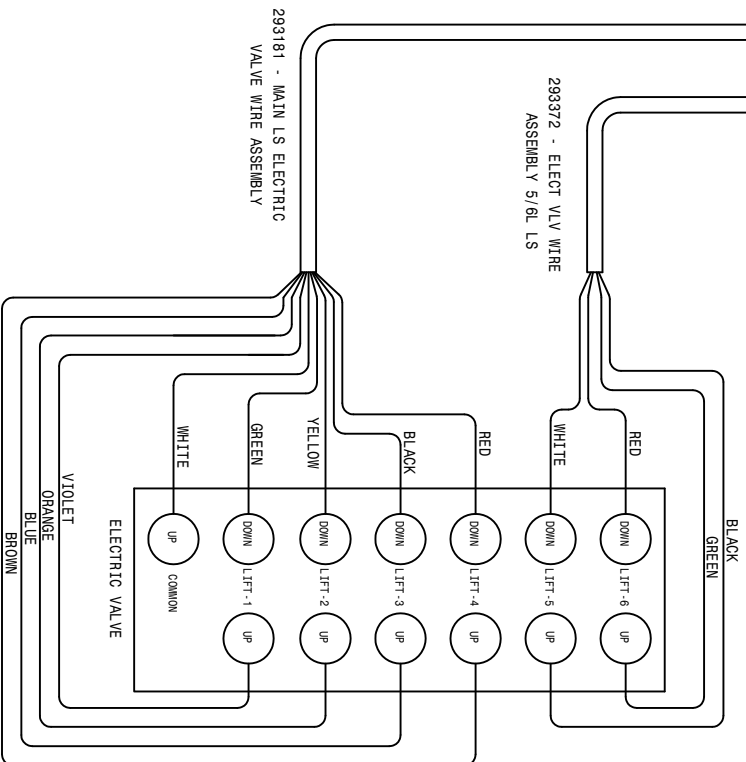 293181 - MAIN LS ELECTRIC
VALVE WIRE ASSEMBLY
293372 - ELECT VLV WIRE
ASSEMBLY 5/6L LS
WHITE
GREEN
YELLOW
BLACK
RED
WHITE
RED
BLACK
GREEN
VIOLET
ORANGE
BLUE
BROWN
ELECTRIC VALVE
UP
DOWN
DOWN
DOWN
DOWN
DOWN
DOWN
COMMON
LIFT-1
LIFT-2
LIFT-3
LIFT-4
LIFT-5
LIFT-6
UP
UP
UP
UP
UP
UP